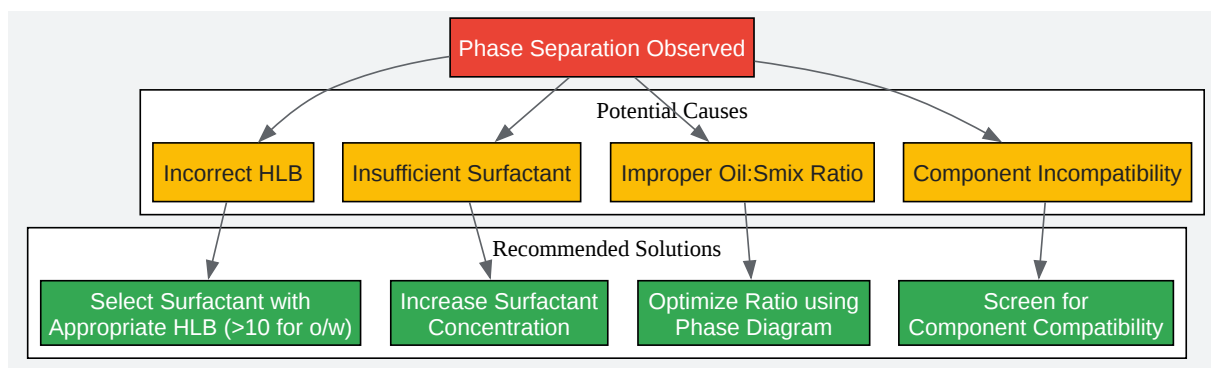 Phase Separation Observed
Potential Causes
Incorrect HLB
Insufficient Surfactant
Improper Oil:Smix Ratio
Component Incompatibility
Recommended Solutions
Select Surfactant with
Appropriate HLB (>10 for o/w)
Increase Surfactant
Concentration
Optimize Ratio using
Phase Diagram
Screen for
Component Compatibility